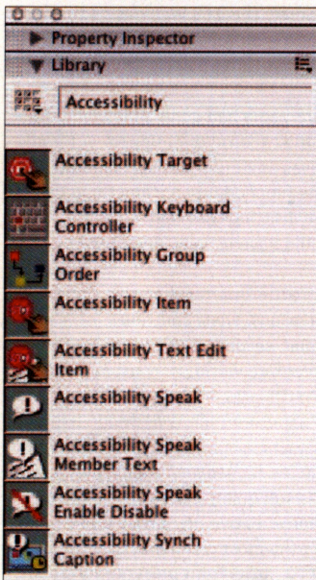 Property Inspector
Library
Accessibility
Accessibility Target
Accessibility Keyboard
Controller
Accessibility Group
Order
Accessibility Item
Accessibility Text Edit
Item
Accessibility Speak
Accessibility Speak
Member Text
Accessibility Speak
Enable Disable
Accessibility Synch
Caption